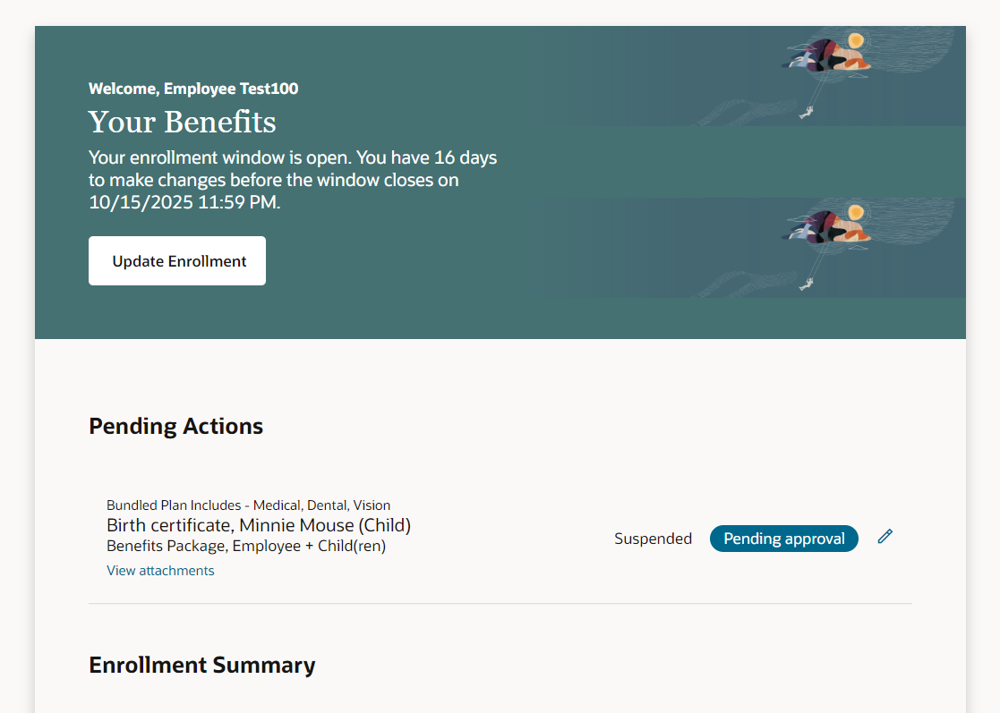 Welcome, Employee Test100
Your Benefits
Your enrollment window is open. You have 16 days
to make changes before the window closes on
10/15/2025 11:59 PM.
Update Enrollment
Pending Actions
Bundled Plan Includes - Medical, Dental, Vision
Birth certificate, Minnie Mouse (Child)
Benefits Package, Employee + Child(ren)
View attachments
Suspended
Pending approval
Enrollment Summary